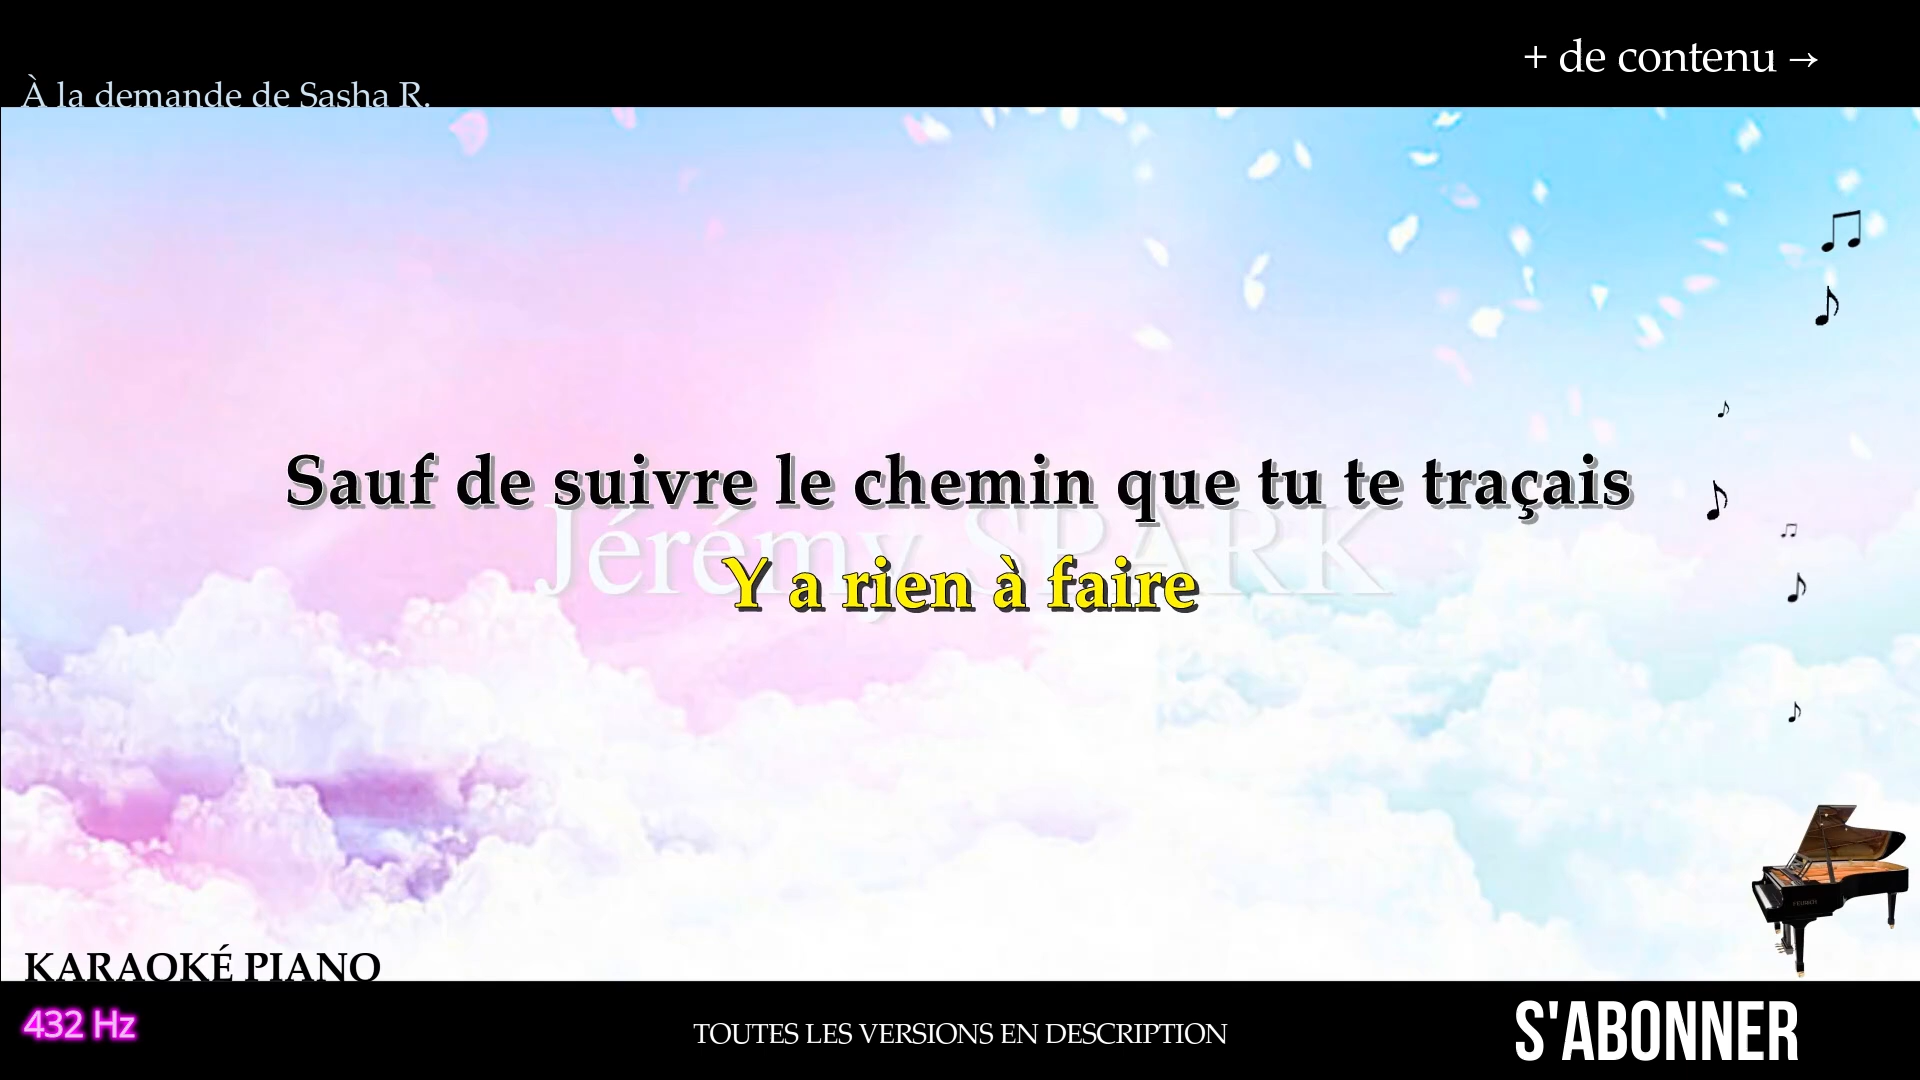 + de contenu →
À la demande de Sasha R.
Sauf de suivre le chemin que tu te traçais
Jérémy SPARK
Y a rien à faire
KARAOKÉ PIANO
432 Hz
TOUTES LES VERSIONS EN DESCRIPTION
S'ABONNER